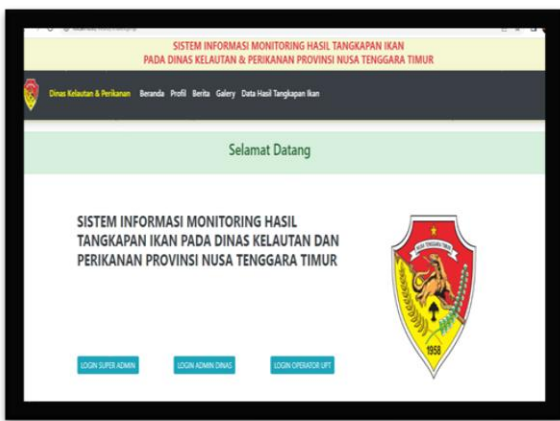 SISTEM INFORMASI MONITORING HASIL TANGKAPAN IKAN
PADA DINAS KELAUTAN & PERIKANAN PROVINSI NUSA TENGGARA TIMUR
Dinas Kelautan & Perikanan Beranda Profil Berita Galery Data Hasil Tangkapan Ikan
Selamat Datang
SISTEM INFORMASI MONITORING HASIL
TANGKAPAN IKAN PADA DINAS KELAUTAN DAN
PERIKANAN PROVINSI NUSA TENGGARA TIMUR
NUSA TENGGARA TIMUR
1958
LOGIN SUPER ADMIN LOGIN ADMIN DINAS LOGIN OPERATOR UPT